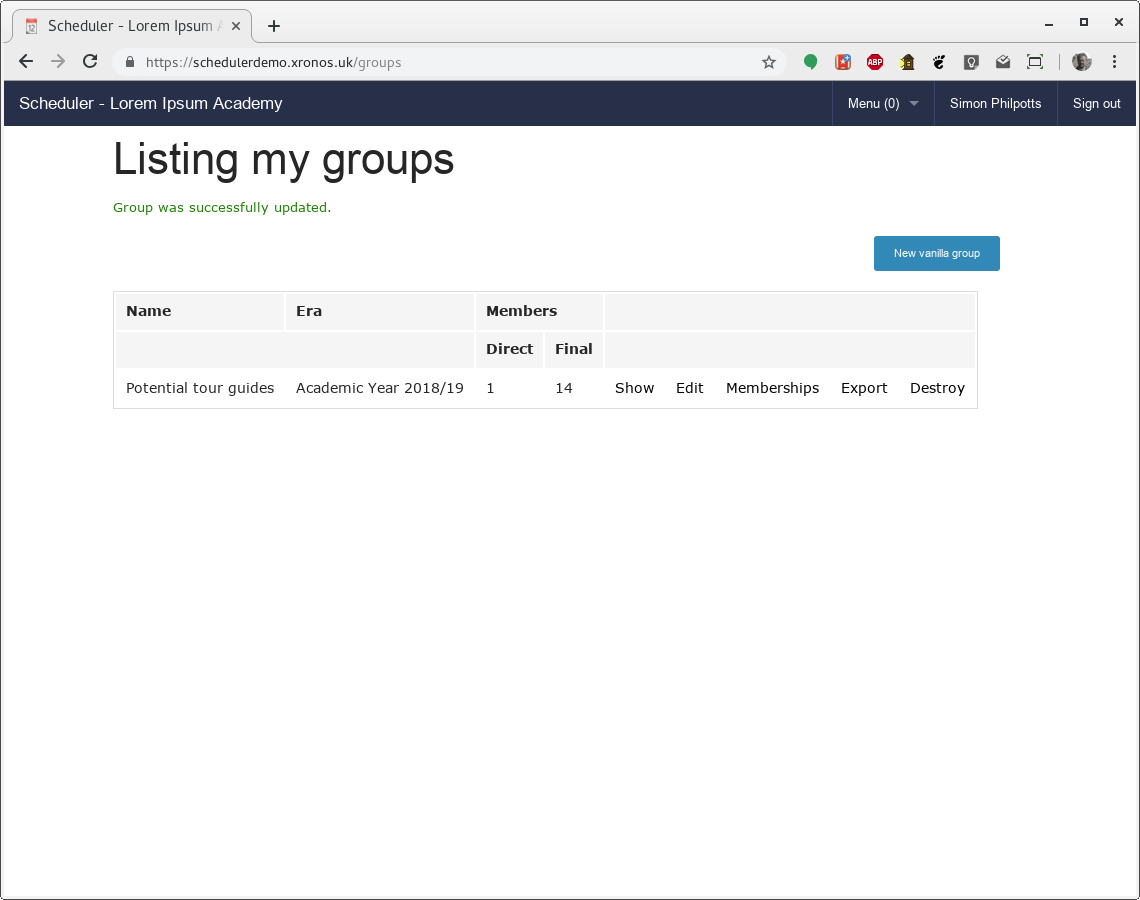 Scheduler - Lorem Ipsum A
https://schedulerdemo.xronos.uk/groups
ABP
Scheduler - Lorem Ipsum Academy
Menu (0)
Simon Philpotts
Sign out
Listing my groups
Group was successfully updated.
New vanilla group
Name Era Members
Direct Final
Potential tour guides Academic Year 2018/19 1 14 Show Edit Memberships Export Destroy